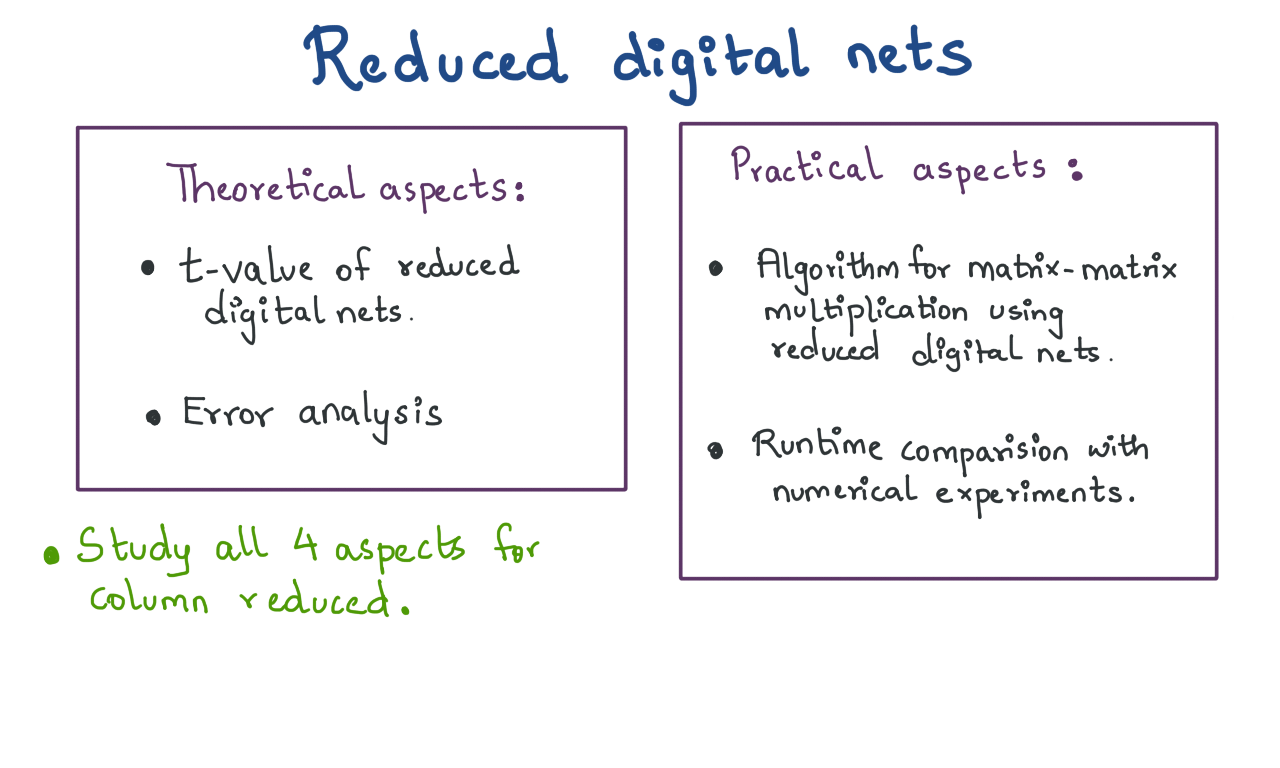 Reduced digital nets
Theoretical aspects:
• t-value of reduced
digital nets.
• Error analysis
Practical aspects:
• Algorithm for matrix-matrix
multiplication using
reduced digital nets.
• Runtime comparision with
numerical experiments.
• Study all 4 aspects for
column reduced.